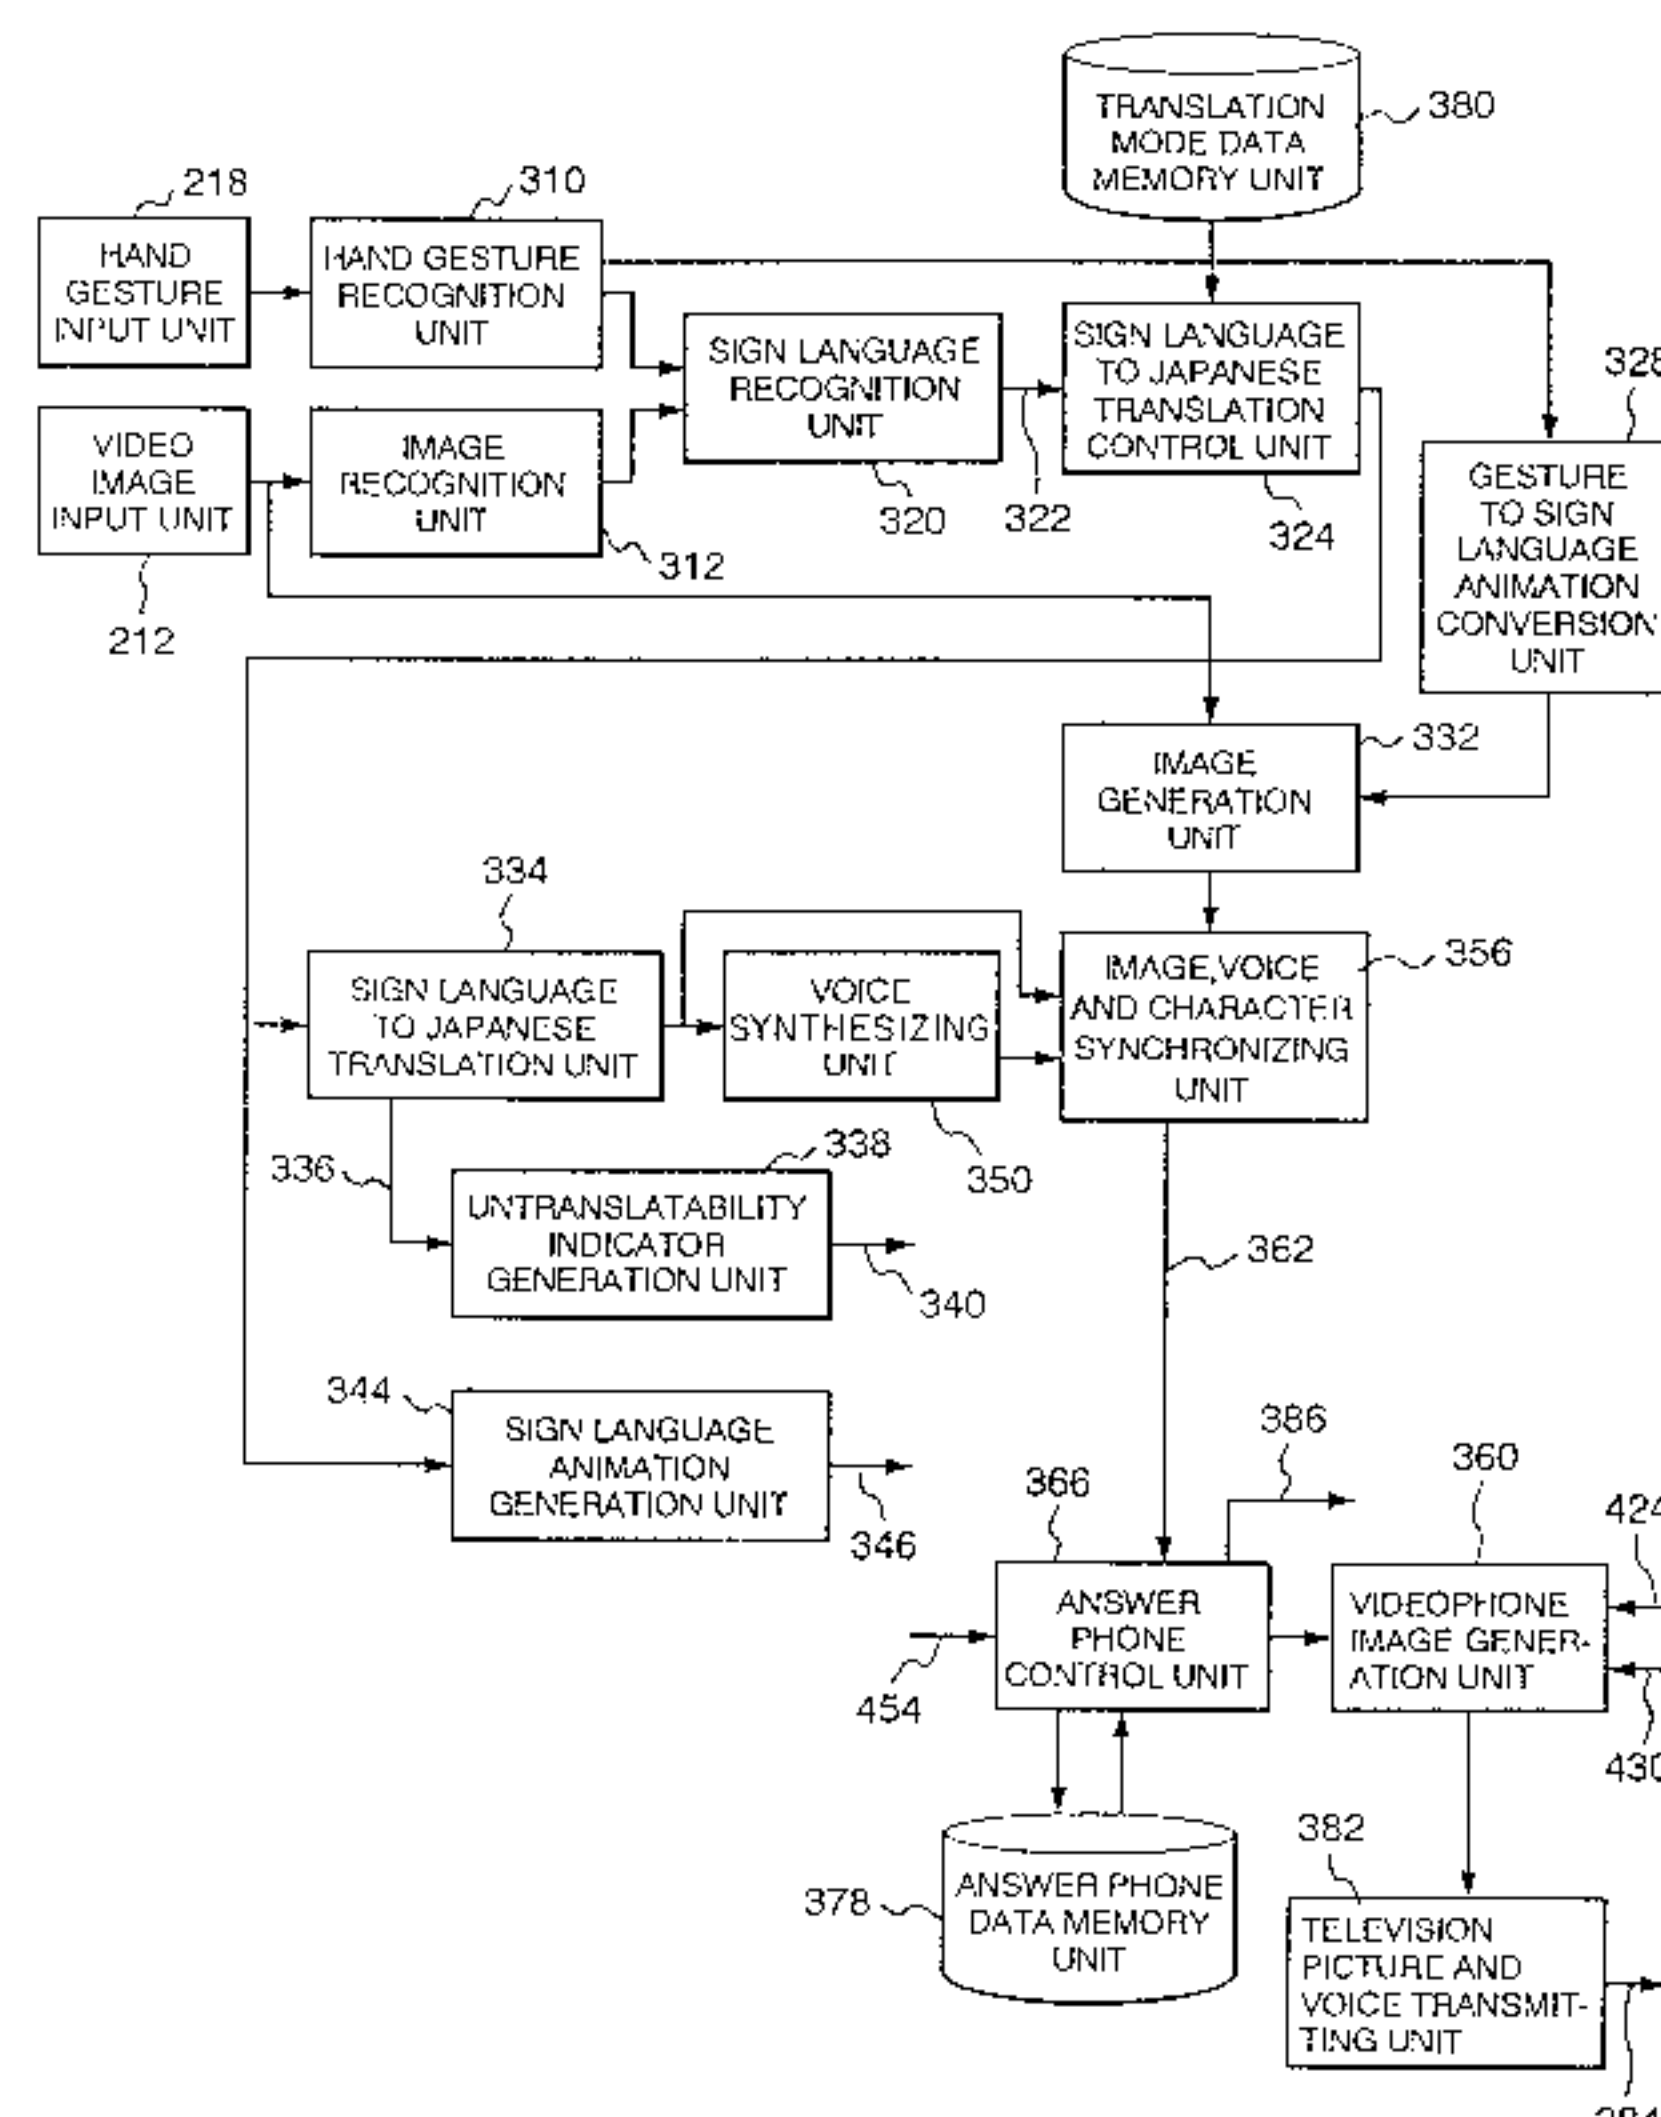 TRANSLATION
MODE DATA
MEMORY UNIT
380
218
310
HAND
GESTURE
INPUT UNIT
HAND GESTURE
RECOGNITION
UNIT
SIGN LANGUAGE
RECOGNITION
UNIT
SIGN LANGUAGE
TO JAPANESE
TRANSLATION
CONTROL UNIT
328
VIDEO
IMAGE
INPUT UNIT
IMAGE
RECOGNITION
UNIT
GESTURE
TO SIGN
LANGUAGE
ANIMATION
CONVERSION
UNIT
320
322
324
312
212
332
IMAGE
GENERATION
UNIT
334
SIGN LANGUAGE
TO JAPANESE
TRANSLATION UNIT
VOICE
SYNTHESIZING
UNIT
IMAGE, VOICE
AND CHARACTER
SYNCHRONIZING
UNIT
356
338
336
350
UNTRANSLATABILITY
INDICATOR
GENERATION UNIT
362
340
344
SIGN LANGUAGE
ANIMATION
GENERATION UNIT
346
386
366
360
424
ANSWER
PHONE
CONTROL UNIT
VIDEOPHONE
IMAGE GENER-
ATION UNIT
454
430
382
378
ANSWER PHONE
DATA MEMORY
UNIT
TELEVISION
PICTURE AND
VOICE TRANSMIT-
TING UNIT